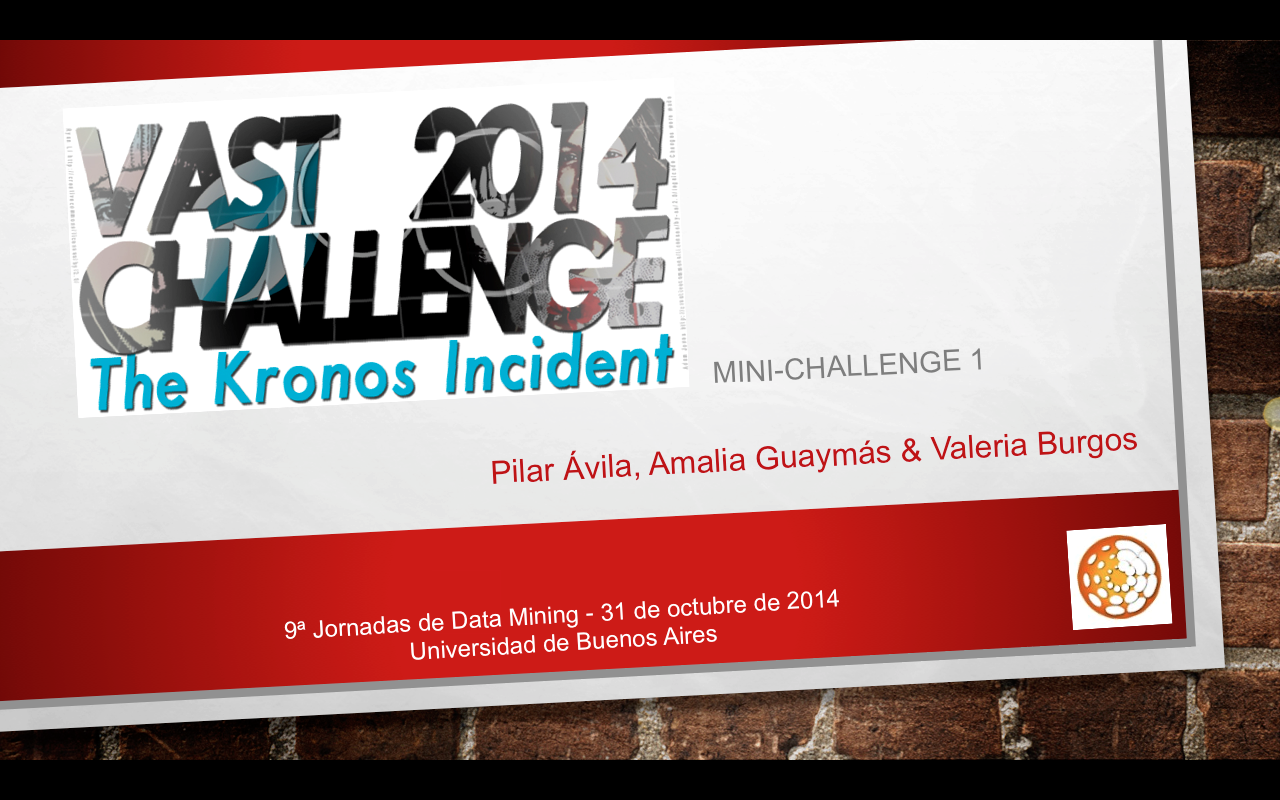 VAST 2014
CHALLENGE
The Kronos Incident
MINI-CHALLENGE 1
Pilar Ávila, Amalia Guaymás & Valeria Burgos
9ª Jornadas de Data Mining - 31 de octubre de 2014
Universidad de Buenos Aires